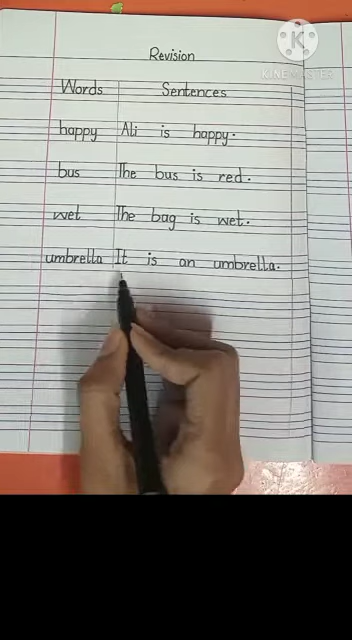 Revision
Words Sentences
happy Ali is happy.
bus The bus is red.
wet The bag is wet.
umbrella It is an umbrella.
K
KINEMASTER